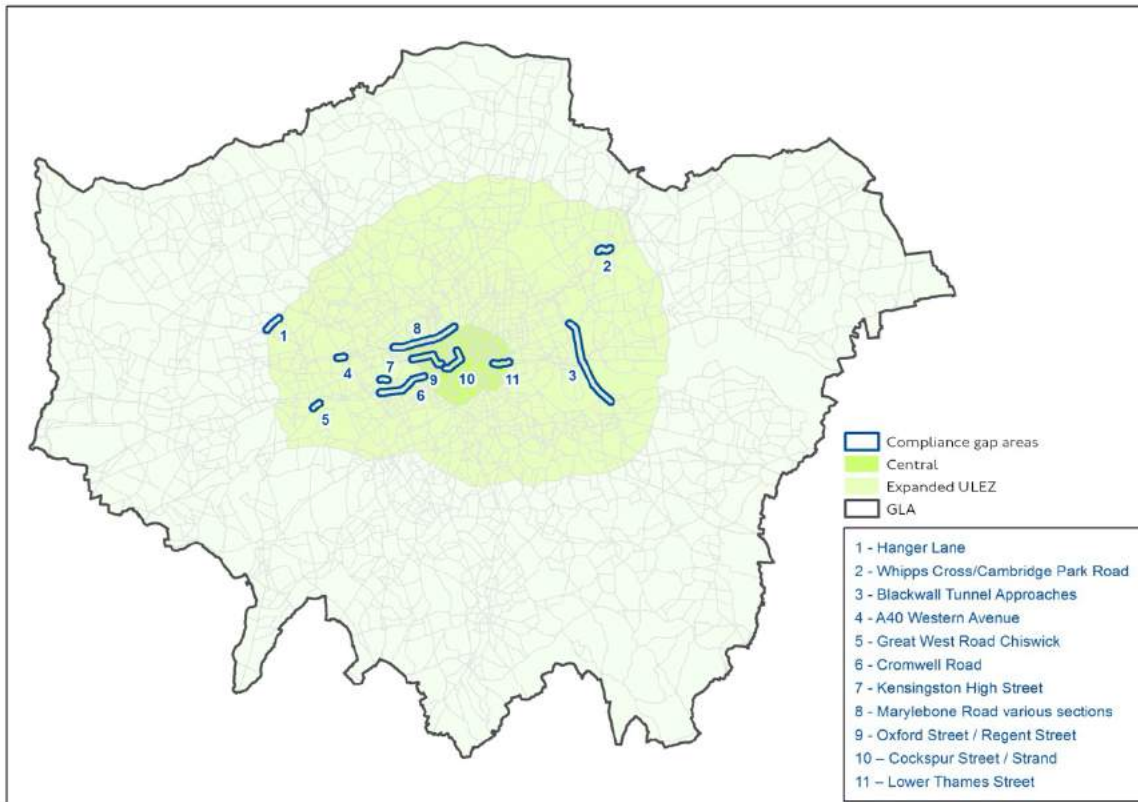 2
1
8
4
7
3
9
10
11
6
5
Compliance gap areas
Central
Expanded ULEZ
GLA
1 - Hanger Lane
2 - Whipps Cross/Cambridge Park Road
3 - Blackwall Tunnel Approaches
4 - A40 Western Avenue
5 - Great West Road Chiswick
6 - Cromwell Road
7 - Kensingston High Street
8 - Marylebone Road various sections
9 - Oxford Street / Regent Street
10 – Cockspur Street / Strand
11 – Lower Thames Street